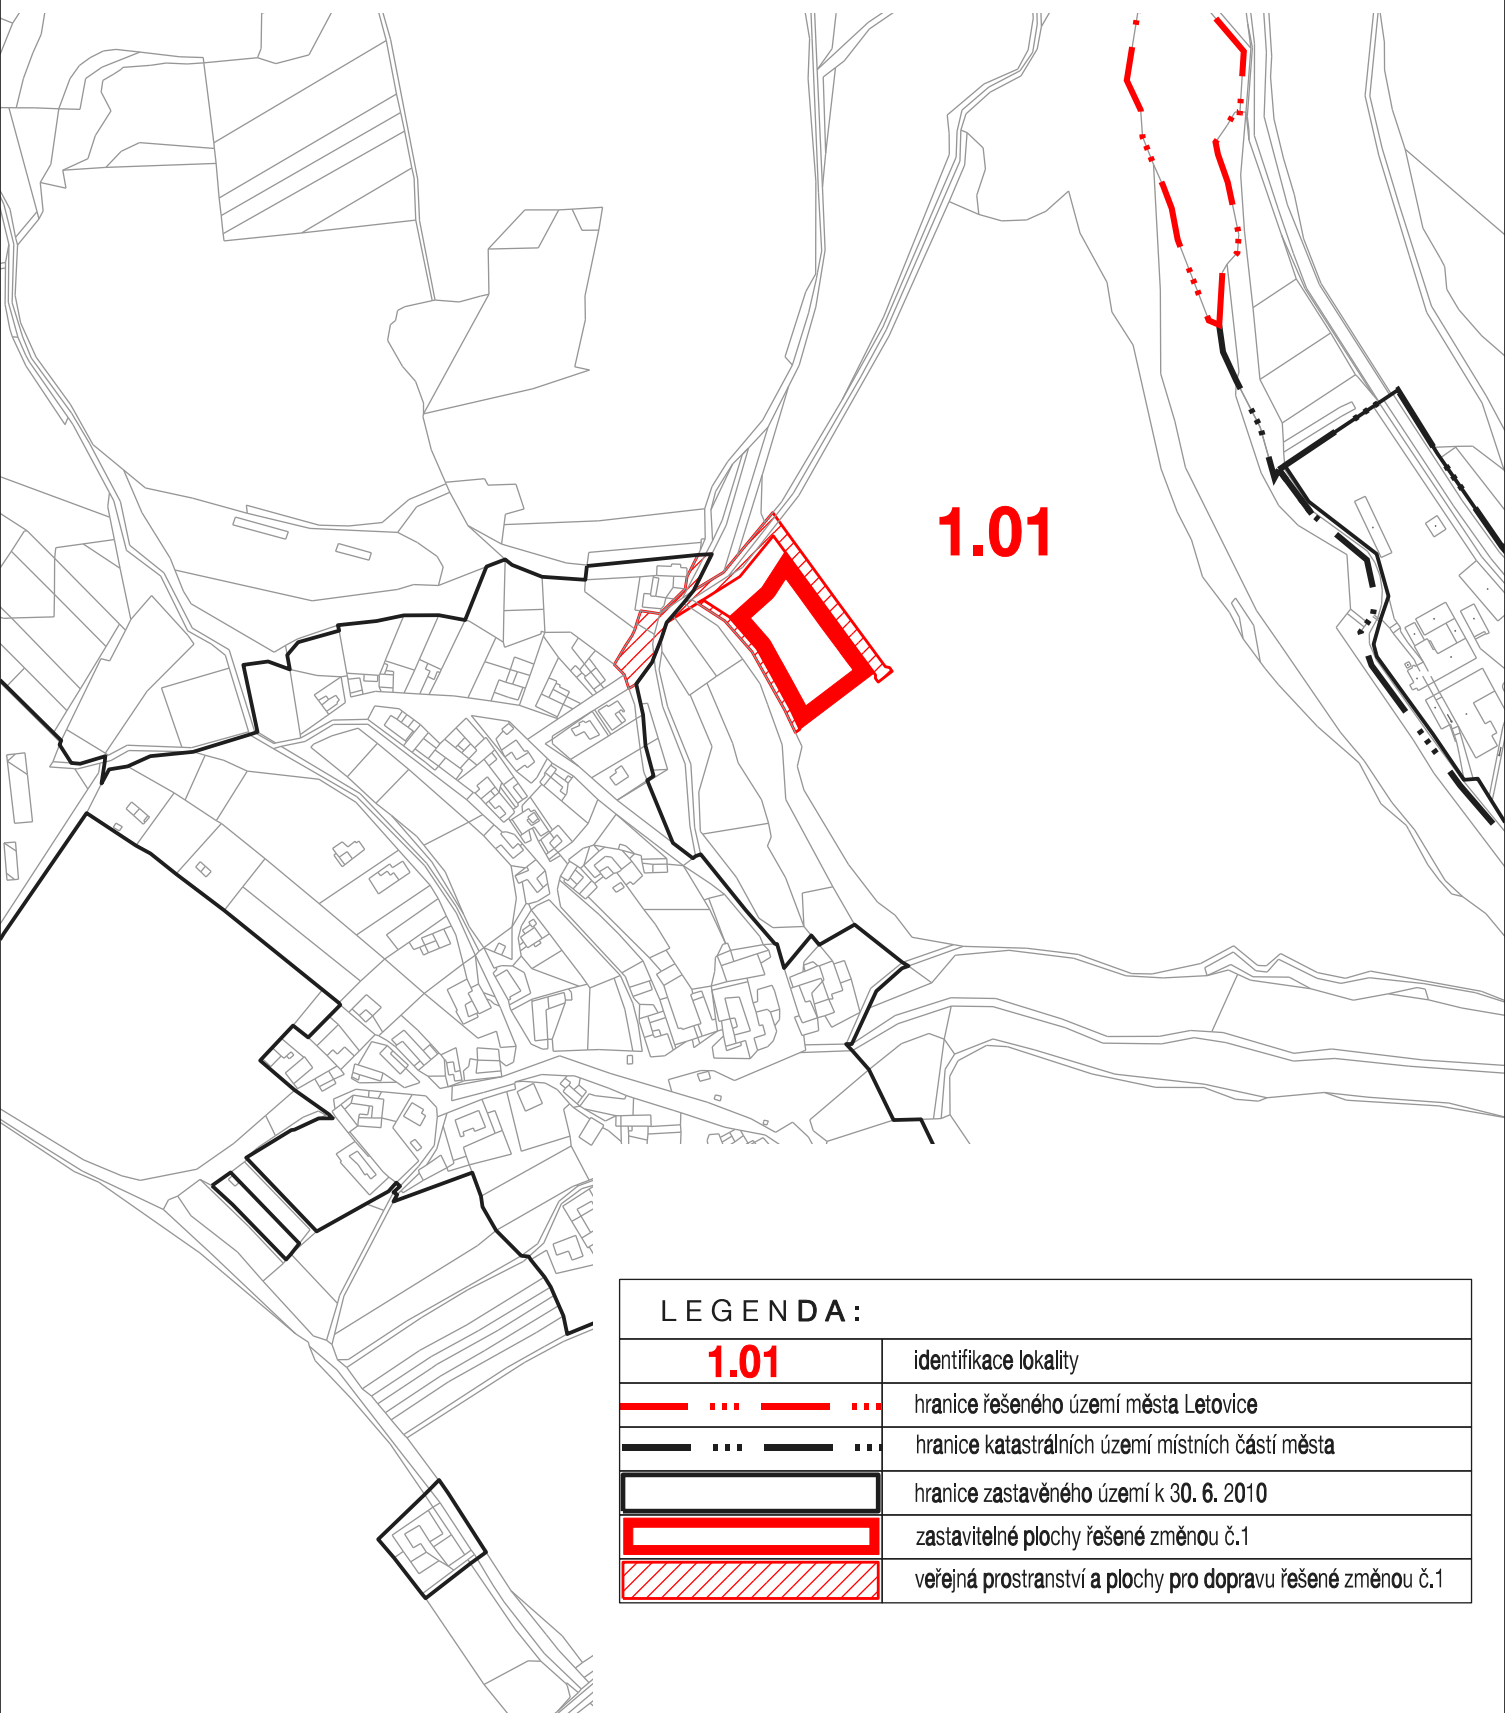 1.01
LEGENDA:
1.01 identifikace lokality
hranice řešeného území města Letovice
hranice katastrálních území místních částí města
hranice zastavěného území k 30. 6. 2010
zastavitelné plochy řešené změnou č.1
veřejná prostranství a plochy pro dopravu řešené změnou č.1